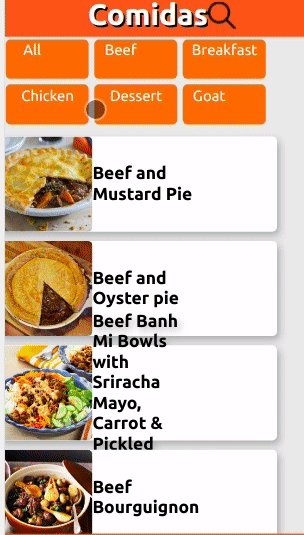 Comidas
All
Beef
Breakfast
Chicken
Dessert
Goat
Beef and
Mustard Pie
Beef and
Oyster pie
Beef Banh
Mi Bowls
with
Sriracha
Mayo,
Carrot &
Pickled
Beef
Bourguignon